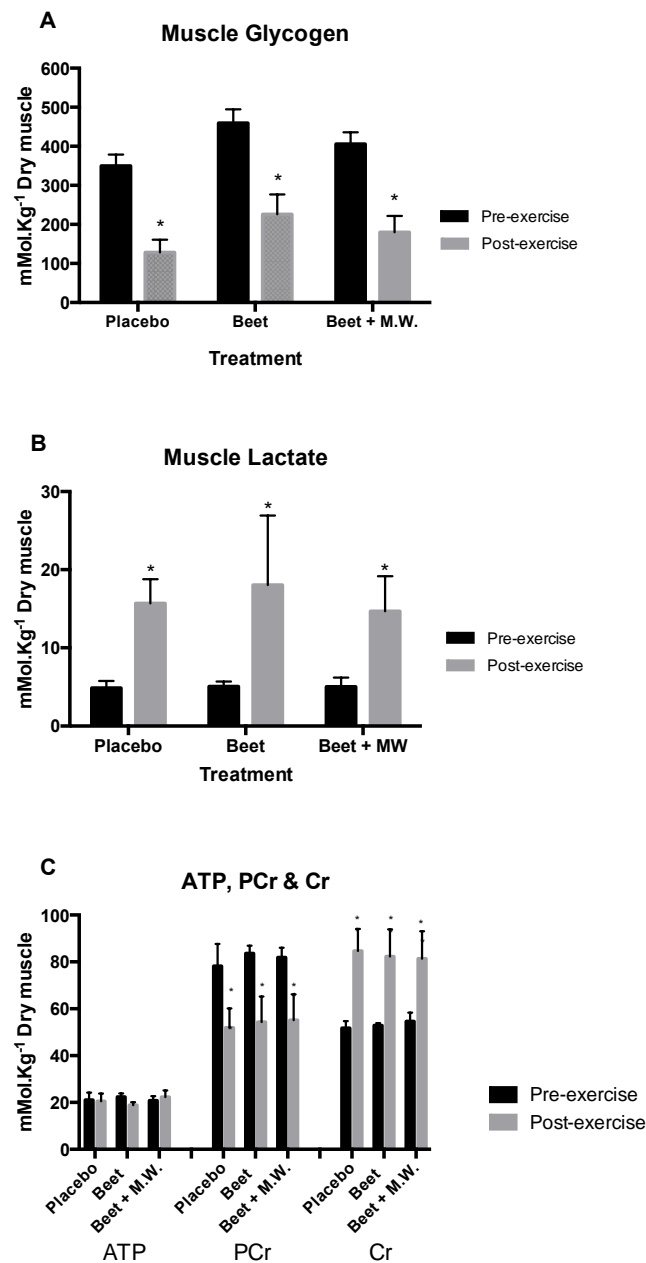 A
Muscle Glycogen
mMol.Kg⁻¹ Dry muscle
600
500
400
300
200
100
0
*
*
*
Placebo
Beet
Beet + M.W.
Treatment
Pre-exercise
Post-exercise
B
Muscle Lactate
mMol.Kg⁻¹ Dry muscle
30
20
10
0
*
*
*
Placebo
Beet
Beet + MW
Treatment
Pre-exercise
Post-exercise
C
ATP, PCr & Cr
mMol.Kg⁻¹ Dry muscle
100
80
60
40
20
0
*
*
*
*
*
*
Placebo
Beet
Beet + M.W.
Placebo
Beet
Beet + M.W.
Placebo
Beet
Beet + M.W.
ATP
PCr
Cr
Pre-exercise
Post-exercise